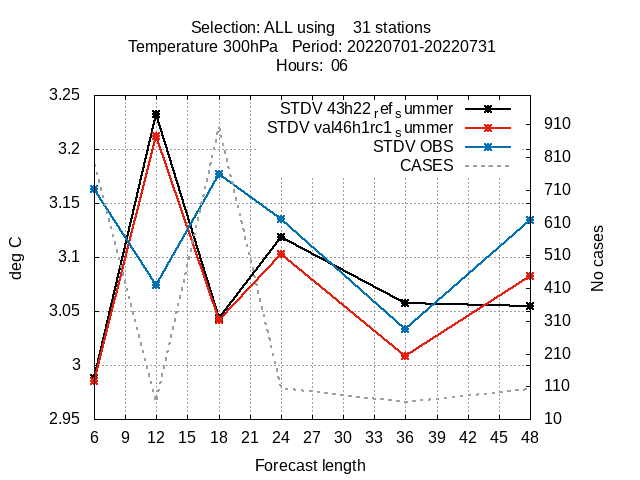 Selection: ALL using    31 stations
Temperature 300hPa   Period: 20220701-20220731
Hours:  06
STDV 43h22_ref_summer
STDV val46h1rc1_summer
STDV OBS
CASES
3.25
3.2
3.15
3.1
3.05
3
2.95
deg C
910
810
710
610
510
410
310
210
110
10
No cases
6 9 12 15 18 21 24 27 30 33 36 39 42 45 48
Forecast length